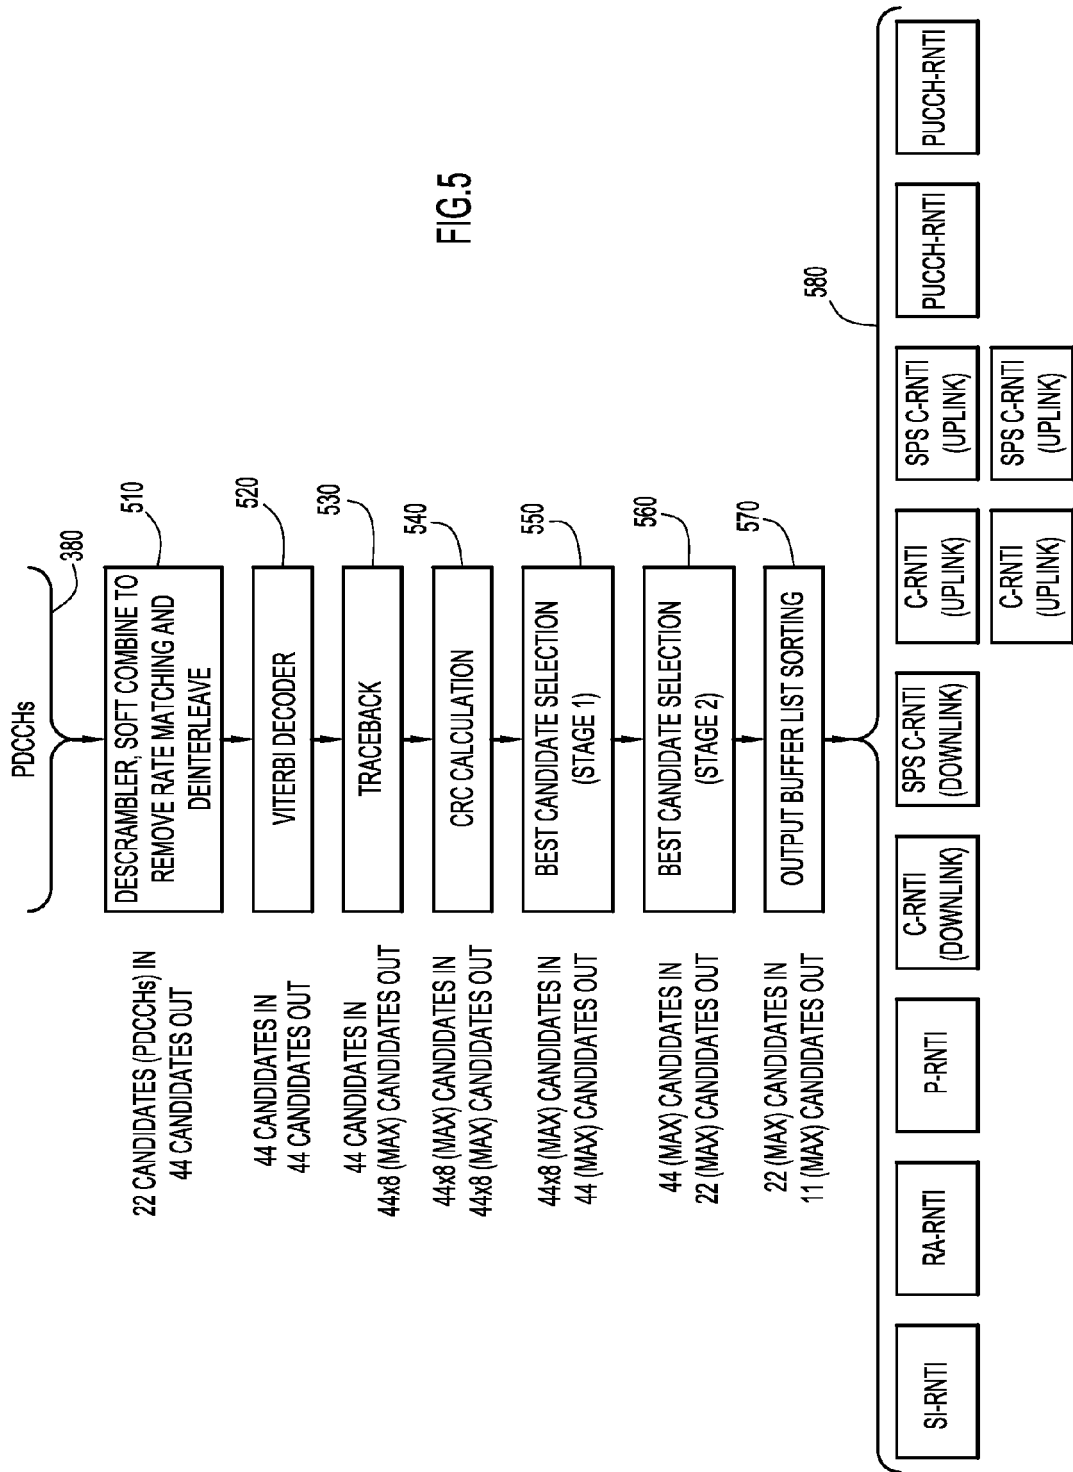 PDCCHs
380
22 CANDIDATES (PDCCHs) IN
44 CANDIDATES OUT
DESCRAMBLER, SOFT COMBINE TO
REMOVE RATE MATCHING AND
DEINTERLEAVE
510
44 CANDIDATES IN
44 CANDIDATES OUT
VITERBI DECODER
520
44 CANDIDATES IN
44x8 (MAX) CANDIDATES OUT
TRACEBACK
530
44x8 (MAX) CANDIDATES IN
44x8 (MAX) CANDIDATES OUT
CRC CALCULATION
540
44x8 (MAX) CANDIDATES IN
44 (MAX) CANDIDATES OUT
BEST CANDIDATE SELECTION
(STAGE 1)
550
44 (MAX) CANDIDATES IN
22 (MAX) CANDIDATES OUT
BEST CANDIDATE SELECTION
(STAGE 2)
560
22 (MAX) CANDIDATES IN
11 (MAX) CANDIDATES OUT
OUTPUT BUFFER LIST SORTING
570
FIG.5
580
SI-RNTI
RA-RNTI
P-RNTI
C-RNTI
(DOWNLINK)
SPS C-RNTI
(DOWNLINK)
C-RNTI
(UPLINK)
SPS C-RNTI
(UPLINK)
PUCCH-RNTI
PUCCH-RNTI
C-RNTI
(UPLINK)
SPS C-RNTI
(UPLINK)